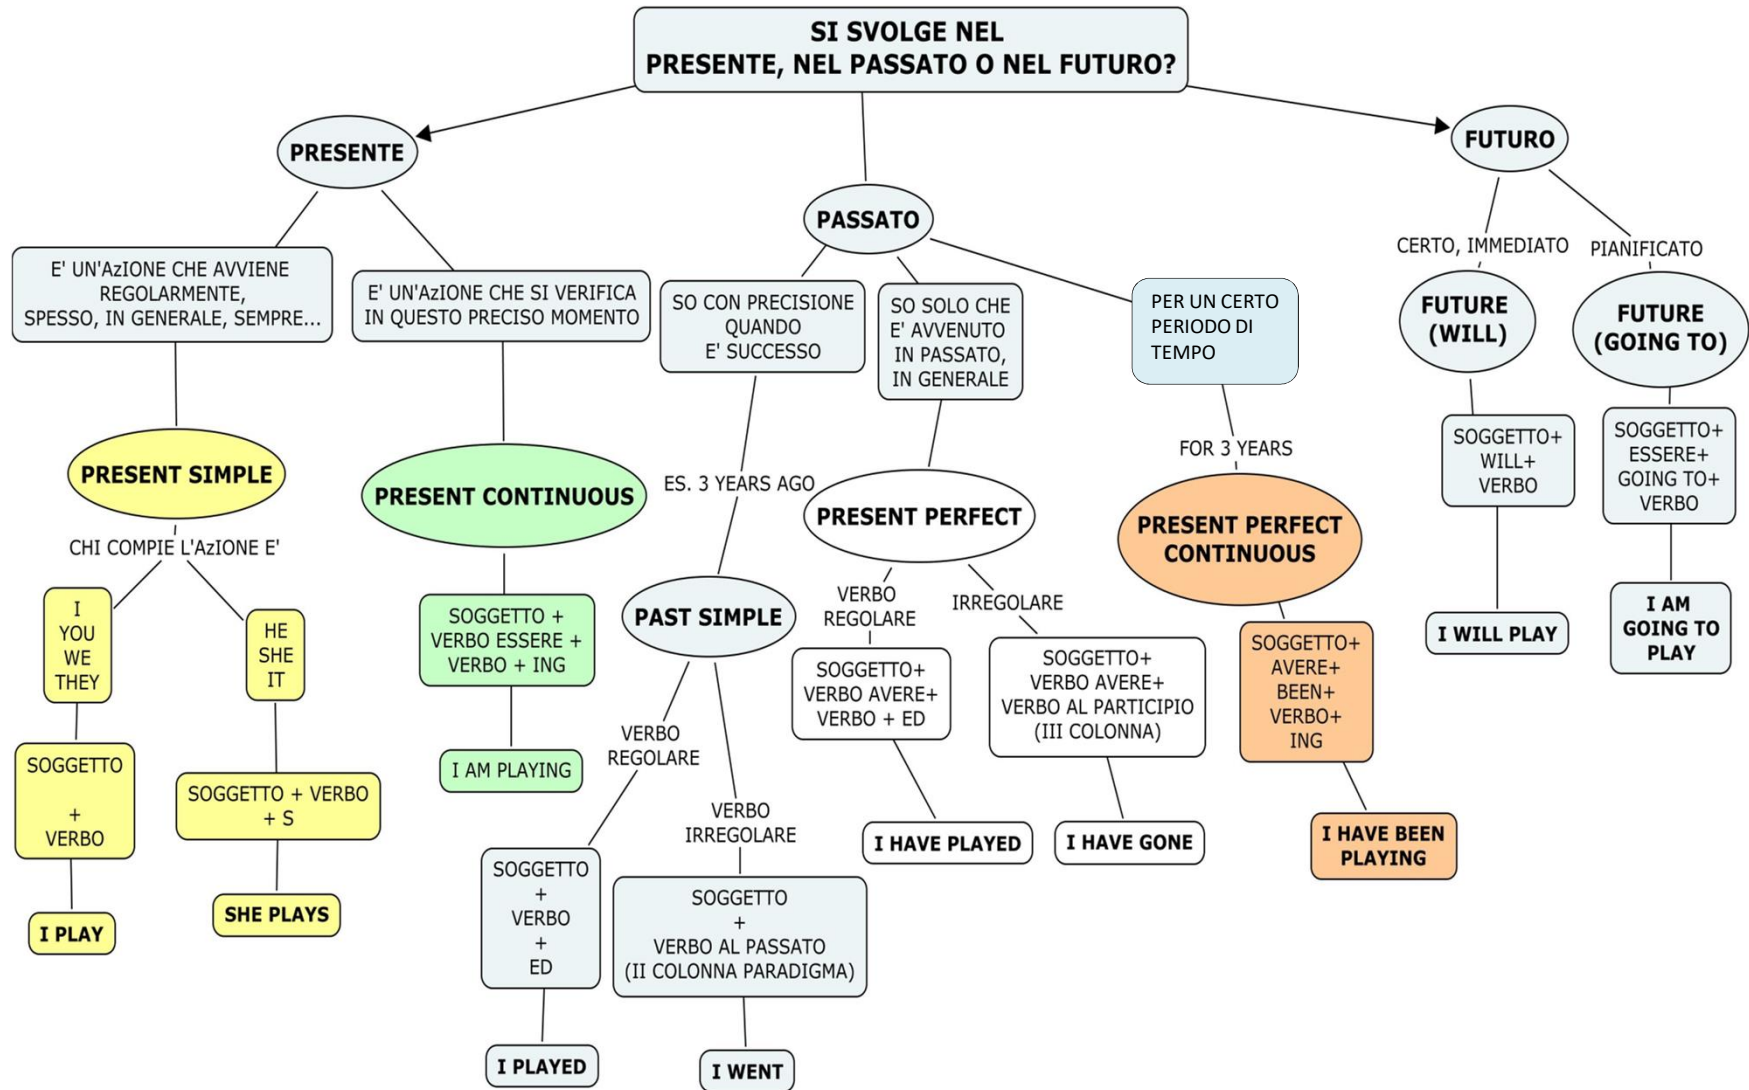 SI SVOLGE NEL
PRESENTE, NEL PASSATO O NEL FUTURO?
PRESENTE
E' UN'AzIONE CHE AVVIENE
REGOLARMENTE,
SPESSO, IN GENERALE, SEMPRE...
PRESENT SIMPLE
CHI COMPIE L'AzIONE E'
I
YOU
WE
THEY
SOGGETTO
+
VERBO
I PLAY
HE
SHE
IT
SOGGETTO + VERBO
+ S
SHE PLAYS
E' UN'AzIONE CHE SI VERIFICA
IN QUESTO PRECISO MOMENTO
PRESENT CONTINUOUS
SOGGETTO +
VERBO ESSERE +
VERBO + ING
I AM PLAYING
PASSATO
SO CON PRECISIONE
QUANDO
E' SUCCESSO
ES. 3 YEARS AGO
PAST SIMPLE
VERBO
REGOLARE
SOGGETTO
+
VERBO
+
ED
I PLAYED
VERBO
IRREGOLARE
SOGGETTO
+
VERBO AL PASSATO
(II COLONNA PARADIGMA)
I WENT
SO SOLO CHE
E' AVVENUTO
IN PASSATO,
IN GENERALE
PRESENT PERFECT
VERBO
REGOLARE
SOGGETTO+
VERBO AVERE+
VERBO + ED
I HAVE PLAYED
IRREGOLARE
SOGGETTO+
VERBO AVERE+
VERBO AL PARTICIPIO
(III COLONNA)
I HAVE GONE
PER UN CERTO
PERIODO DI
TEMPO
FOR 3 YEARS
PRESENT PERFECT
CONTINUOUS
SOGGETTO+
AVERE+
BEEN+
VERBO+
ING
I HAVE BEEN
PLAYING
FUTURO
CERTO, IMMEDIATO
FUTURE
(WILL)
SOGGETTO+
WILL+
VERBO
I WILL PLAY
PIANIFICATO
FUTURE
(GOING TO)
SOGGETTO+
ESSERE+
GOING TO+
VERBO
I AM
GOING TO
PLAY